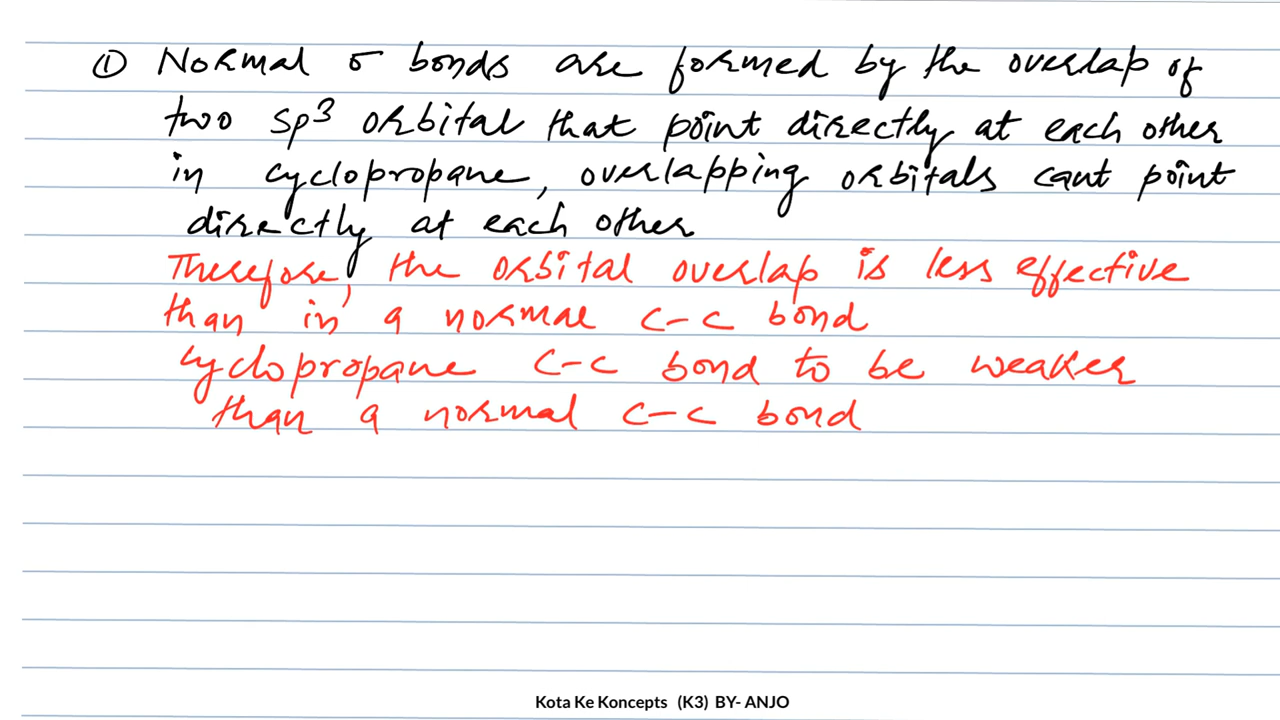 ① Normal σ bonds are formed by the overlap of
two sp³ orbital that point directly at each other
in cyclopropane, overlapping orbitals cant point
directly at each other
Therefore, the orbital overlap is less effective
than in a normal C-C bond
cyclopropane C-C bond to be weaker
than a normal C-C bond
Kota Ke Koncepts (K3) BY- ANJO